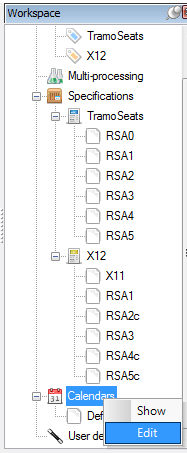 Workspace
TramoSeats
X12
Multi-processing
Specifications
TramoSeats
RSA0
RSA1
RSA2
RSA3
RSA4
RSA5
X12
X11
RSA1
RSA2c
RSA3
RSA4c
RSA5c
Calendars
Def
Show
User de
Edit